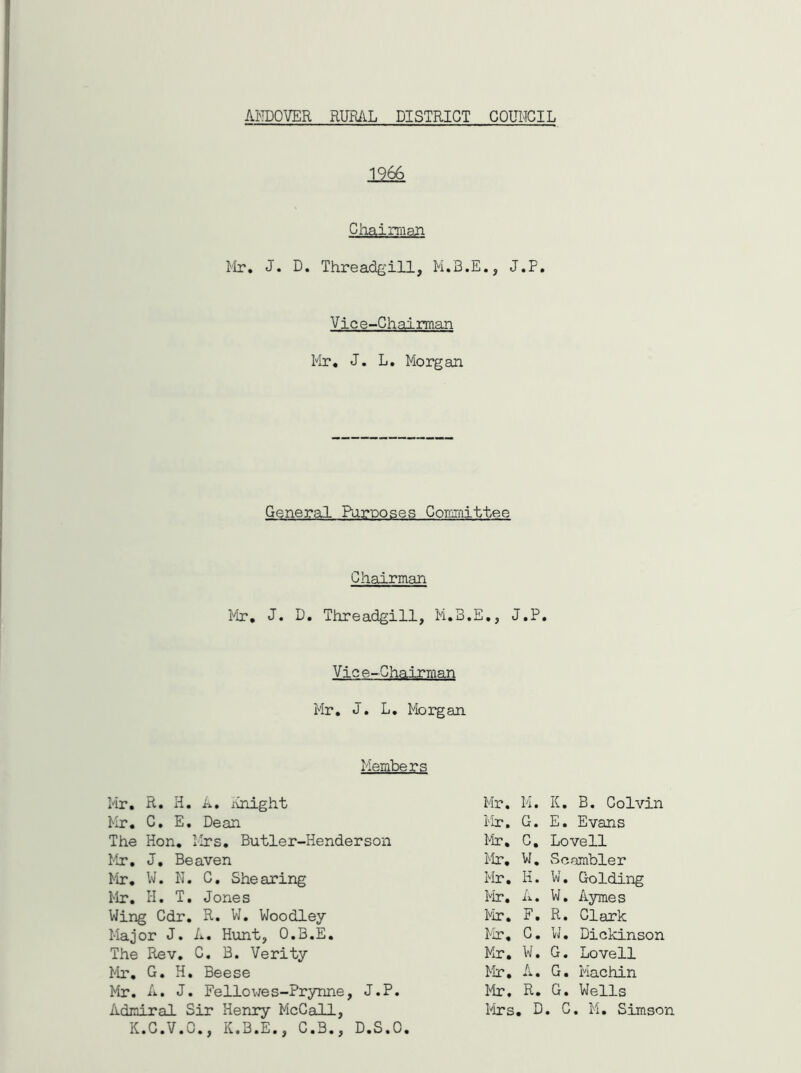 ANDOVER RURAL DISTRICT COUNCIL
1966
Chairman
Mr. J. D. Threadgill, M.B.E., J.P.
Vice-Chairman
Mr. J. L. Morgan
General Purposes Committee
Chairman
Mr. J. D. Threadgill, M.B.E., J.P.
Vice-Chairman
Mr. J. L. Morgan
Members
Mr. R. H. A. Knight
Mr. C. E. Dean
The Hon. Mrs. Butler-Henderson
Mr. J. Beaven
Mr. W. N. C. Shearing
Mr. H. T. Jones
Wing Cdr. R. W. Woodley
Major J. A. Hunt, O.B.E.
The Rev. C. B. Verity
Mr. G. H. Beese
Mr. A. J. Fellowes-Prynne, J.P.
Admiral Sir Henry McCall,
K.C.V.O., K.B.E., C.B., D.S.O.
Mr. M. K. B. Colvin
Mr. G. E. Evans
Mr. C. Lovell
Mr. W. Scambler
Mr. H. W. Golding
Mr. A. W. Aymes
Mr. F. R. Clark
Mr. C. W. Dickinson
Mr. W. G. Lovell
Mr. A. G. Machin
Mr. R. G. Wells
Mrs. D. C. M. Simson